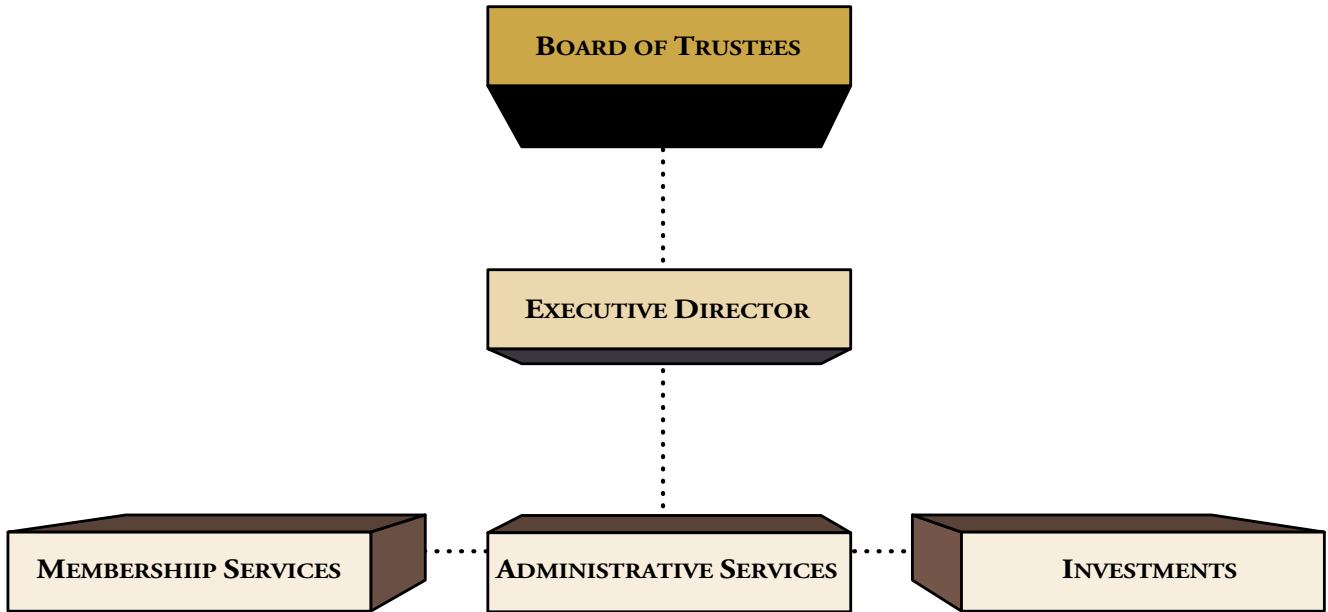 BOARD OF TRUSTEES
EXECUTIVE DIRECTOR
MEMBERSHIIP SERVICES
ADMINISTRATIVE SERVICES
INVESTMENTS